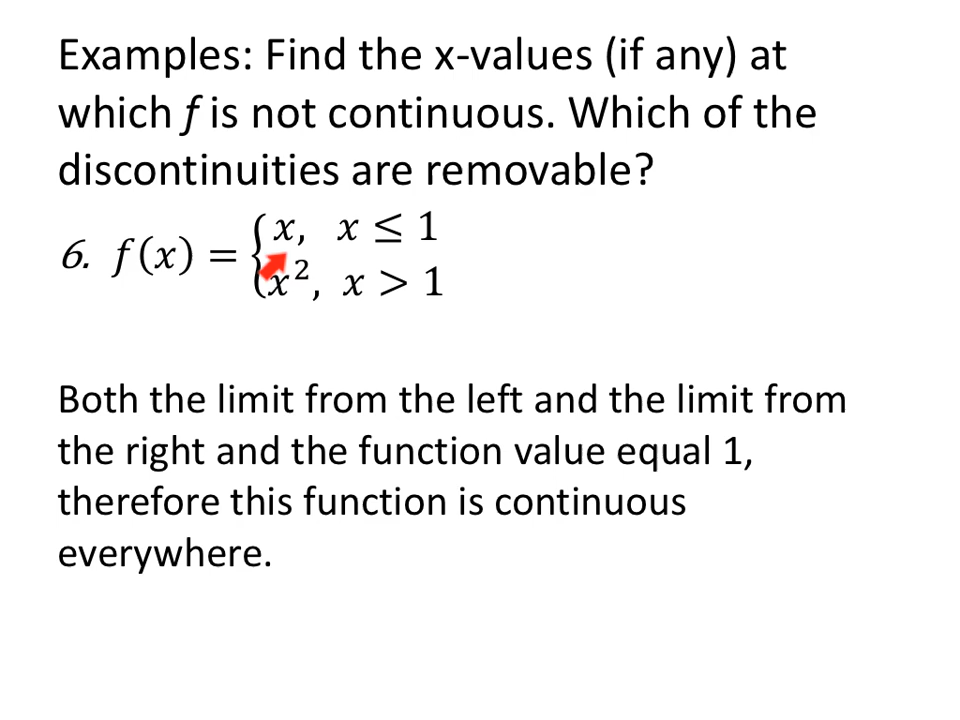 Examples: Find the x-values (if any) at
which f is not continuous. Which of the
discontinuities are removable?
6. f(x) = { x, x ≤ 1
x², x > 1
Both the limit from the left and the limit from
the right and the function value equal 1,
therefore this function is continuous
everywhere.